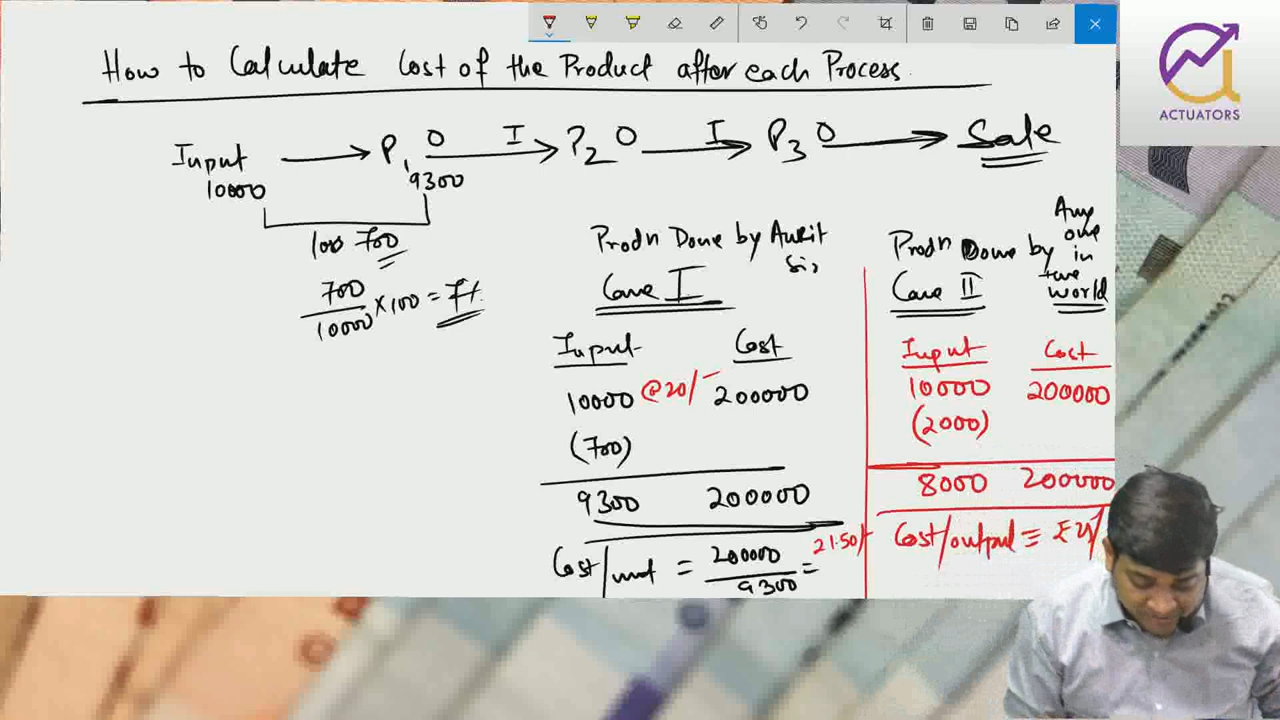 How to Calculate Cost of the Product after each Process.
Input → P1 O I → P2 O I → P3 O → Sale
10000 9300
100 700
700/10000 × 100 = 7%
Prodn Done by Ankit Sir
Case I
Input Cost
10000 @20/- 200000
(700)
9300 200000
Cost/unit = 200000/9300 = 21.50/-
Prodn Done by Any one in the world
Case II
Input Cost
10000 200000
(2000)
8000 200000
Cost/output =
ACTUATORS